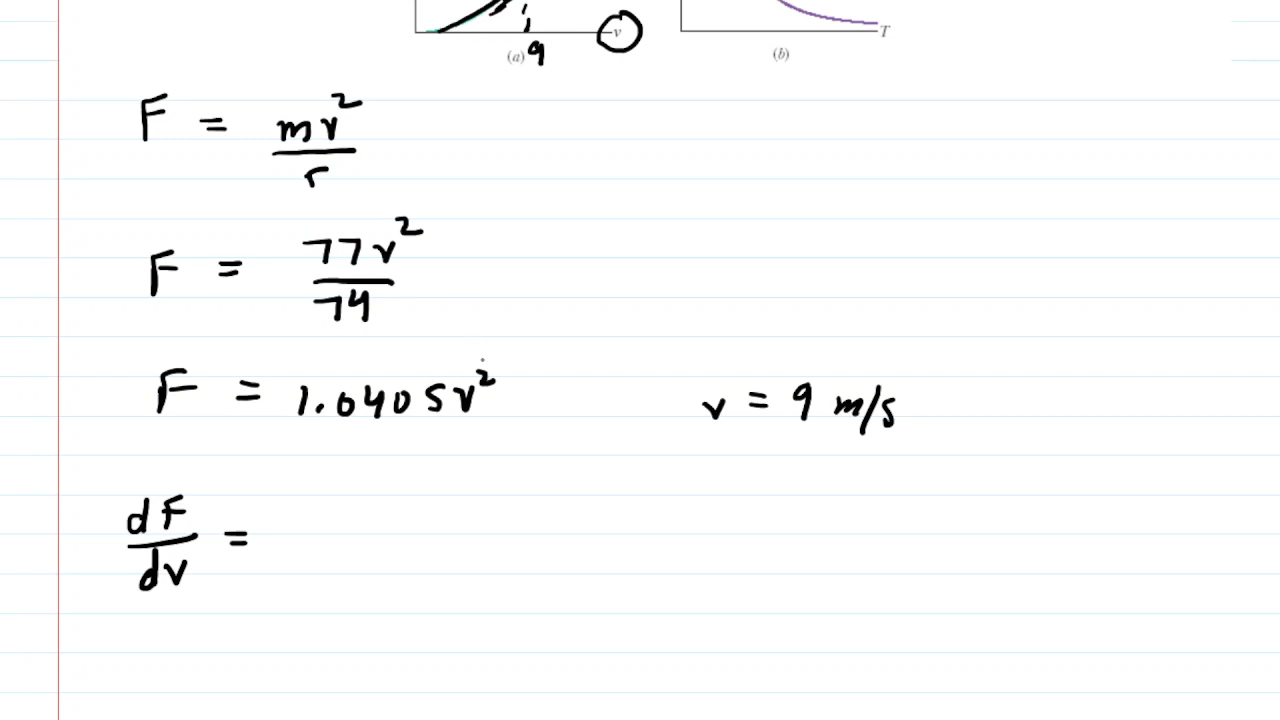 v T
(a) 9 (b)
F = mv²/r
F = 77v²/74
F = 1.0405v² v = 9 m/s
dF/dv =